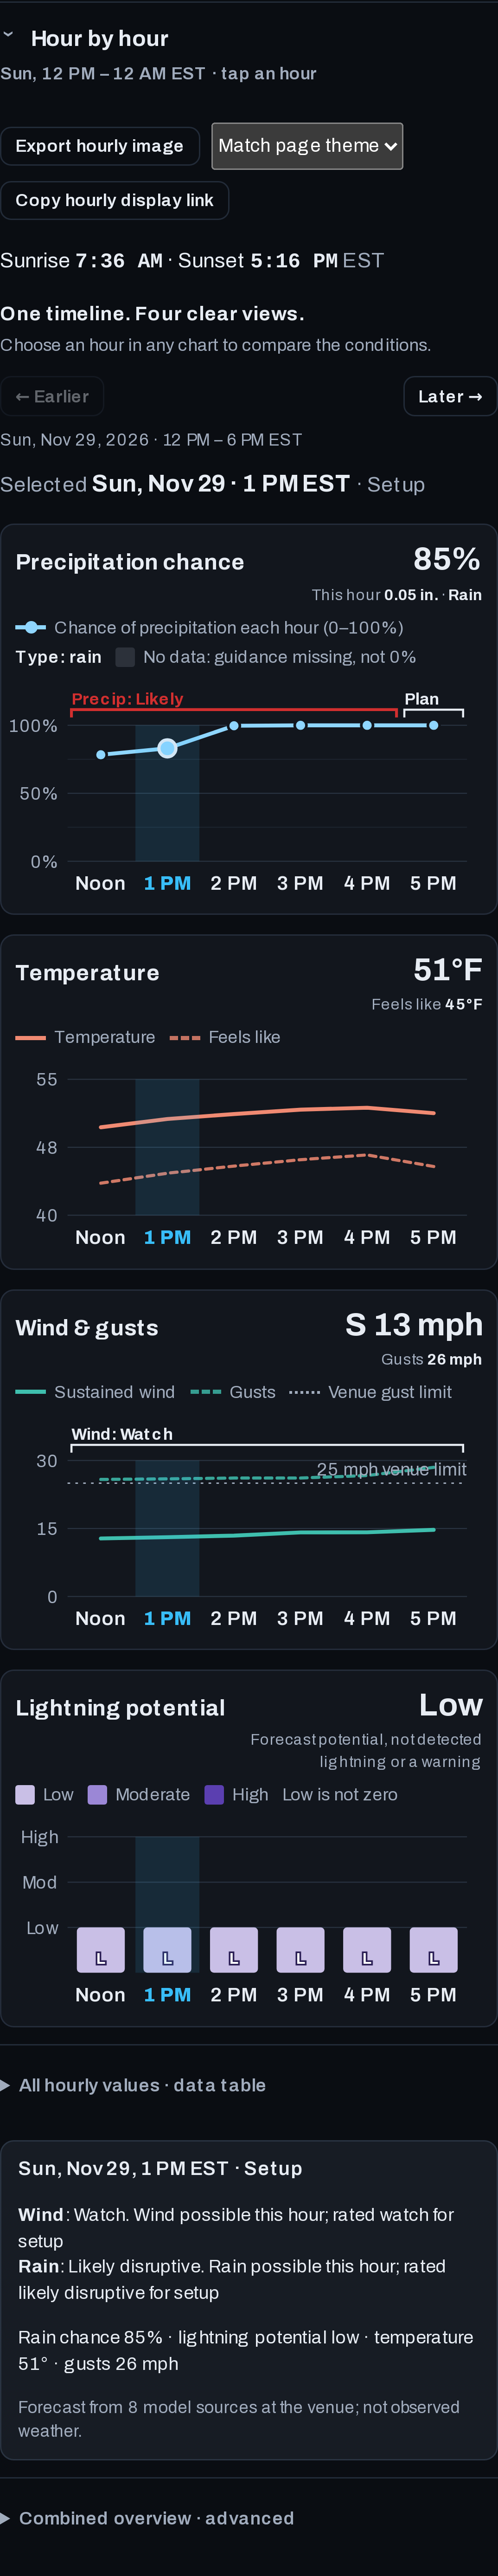 Hour by hour
Sun, 12 PM – 12 AM EST · tap an hour
Export hourly image
Match page theme
Copy hourly display link
Sunrise 7:36 AM · Sunset 5:16 PM EST
One timeline. Four clear views.
Choose an hour in any chart to compare the conditions.
← Earlier
Later →
Sun, Nov 29, 2026 · 12 PM – 6 PM EST
Selected Sun, Nov 29 · 1 PM EST · Setup
Precipitation chance
85%
This hour 0.05 in. · Rain
Chance of precipitation each hour (0–100%)
Type: rain No data: guidance missing, not 0%
Precip: Likely
Plan
100%
50%
0%
Noon 1 PM 2 PM 3 PM 4 PM 5 PM
Temperature
51°F
Feels like 45°F
Temperature Feels like
55
48
40
Noon 1 PM 2 PM 3 PM 4 PM 5 PM
Wind & gusts
S 13 mph
Gusts 26 mph
Sustained wind Gusts Venue gust limit
Wind: Watch
30
25 mph venue limit
15
0
Noon 1 PM 2 PM 3 PM 4 PM 5 PM
Lightning potential
Low
Forecast potential, not detected
lightning or a warning
Low Moderate High Low is not zero
High
Mod
Low
L L L L L L
Noon 1 PM 2 PM 3 PM 4 PM 5 PM
All hourly values · data table
Sun, Nov 29, 1 PM EST · Setup
Wind: Watch. Wind possible this hour; rated watch for
setup
Rain: Likely disruptive. Rain possible this hour; rated
likely disruptive for setup
Rain chance 85% · lightning potential low · temperature
51° · gusts 26 mph
Forecast from 8 model sources at the venue; not observed
weather.
Combined overview · advanced